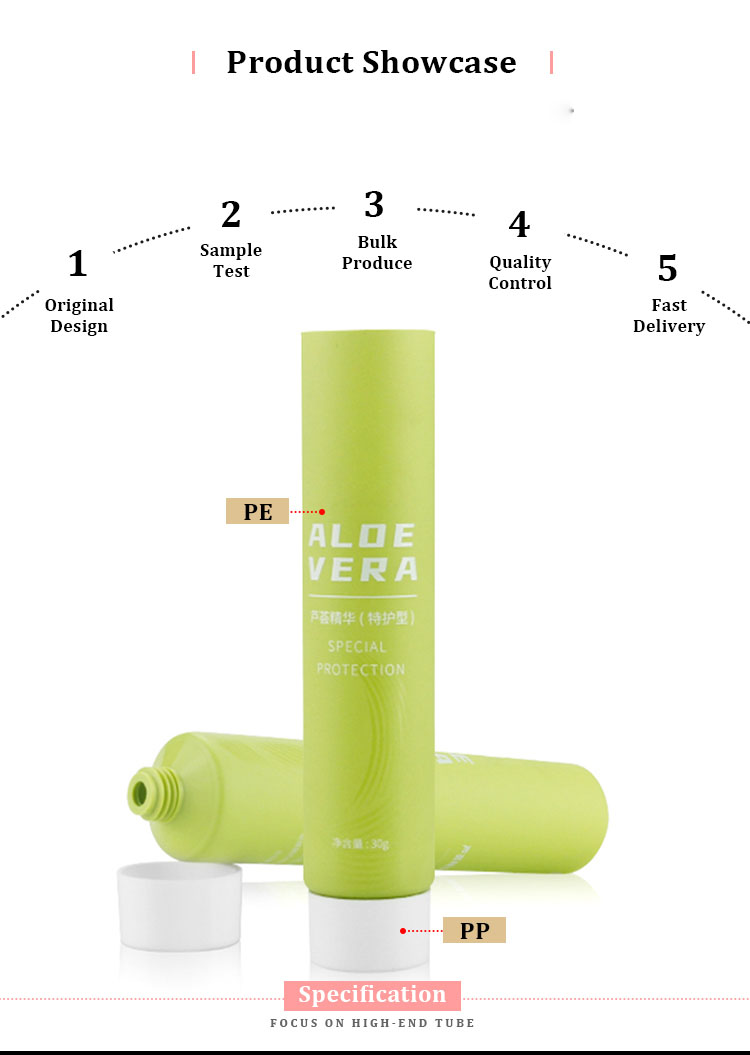 Product Showcase
1
Original
Design
2
Sample
Test
3
Bulk
Produce
4
Quality
Control
5
Fast
Delivery
PE
ALOE
VERA
芦荟精华(特护型)
SPECIAL
PROTECTION
净含量:30g
PP
Specification
FOCUS ON HIGH-END TUBE